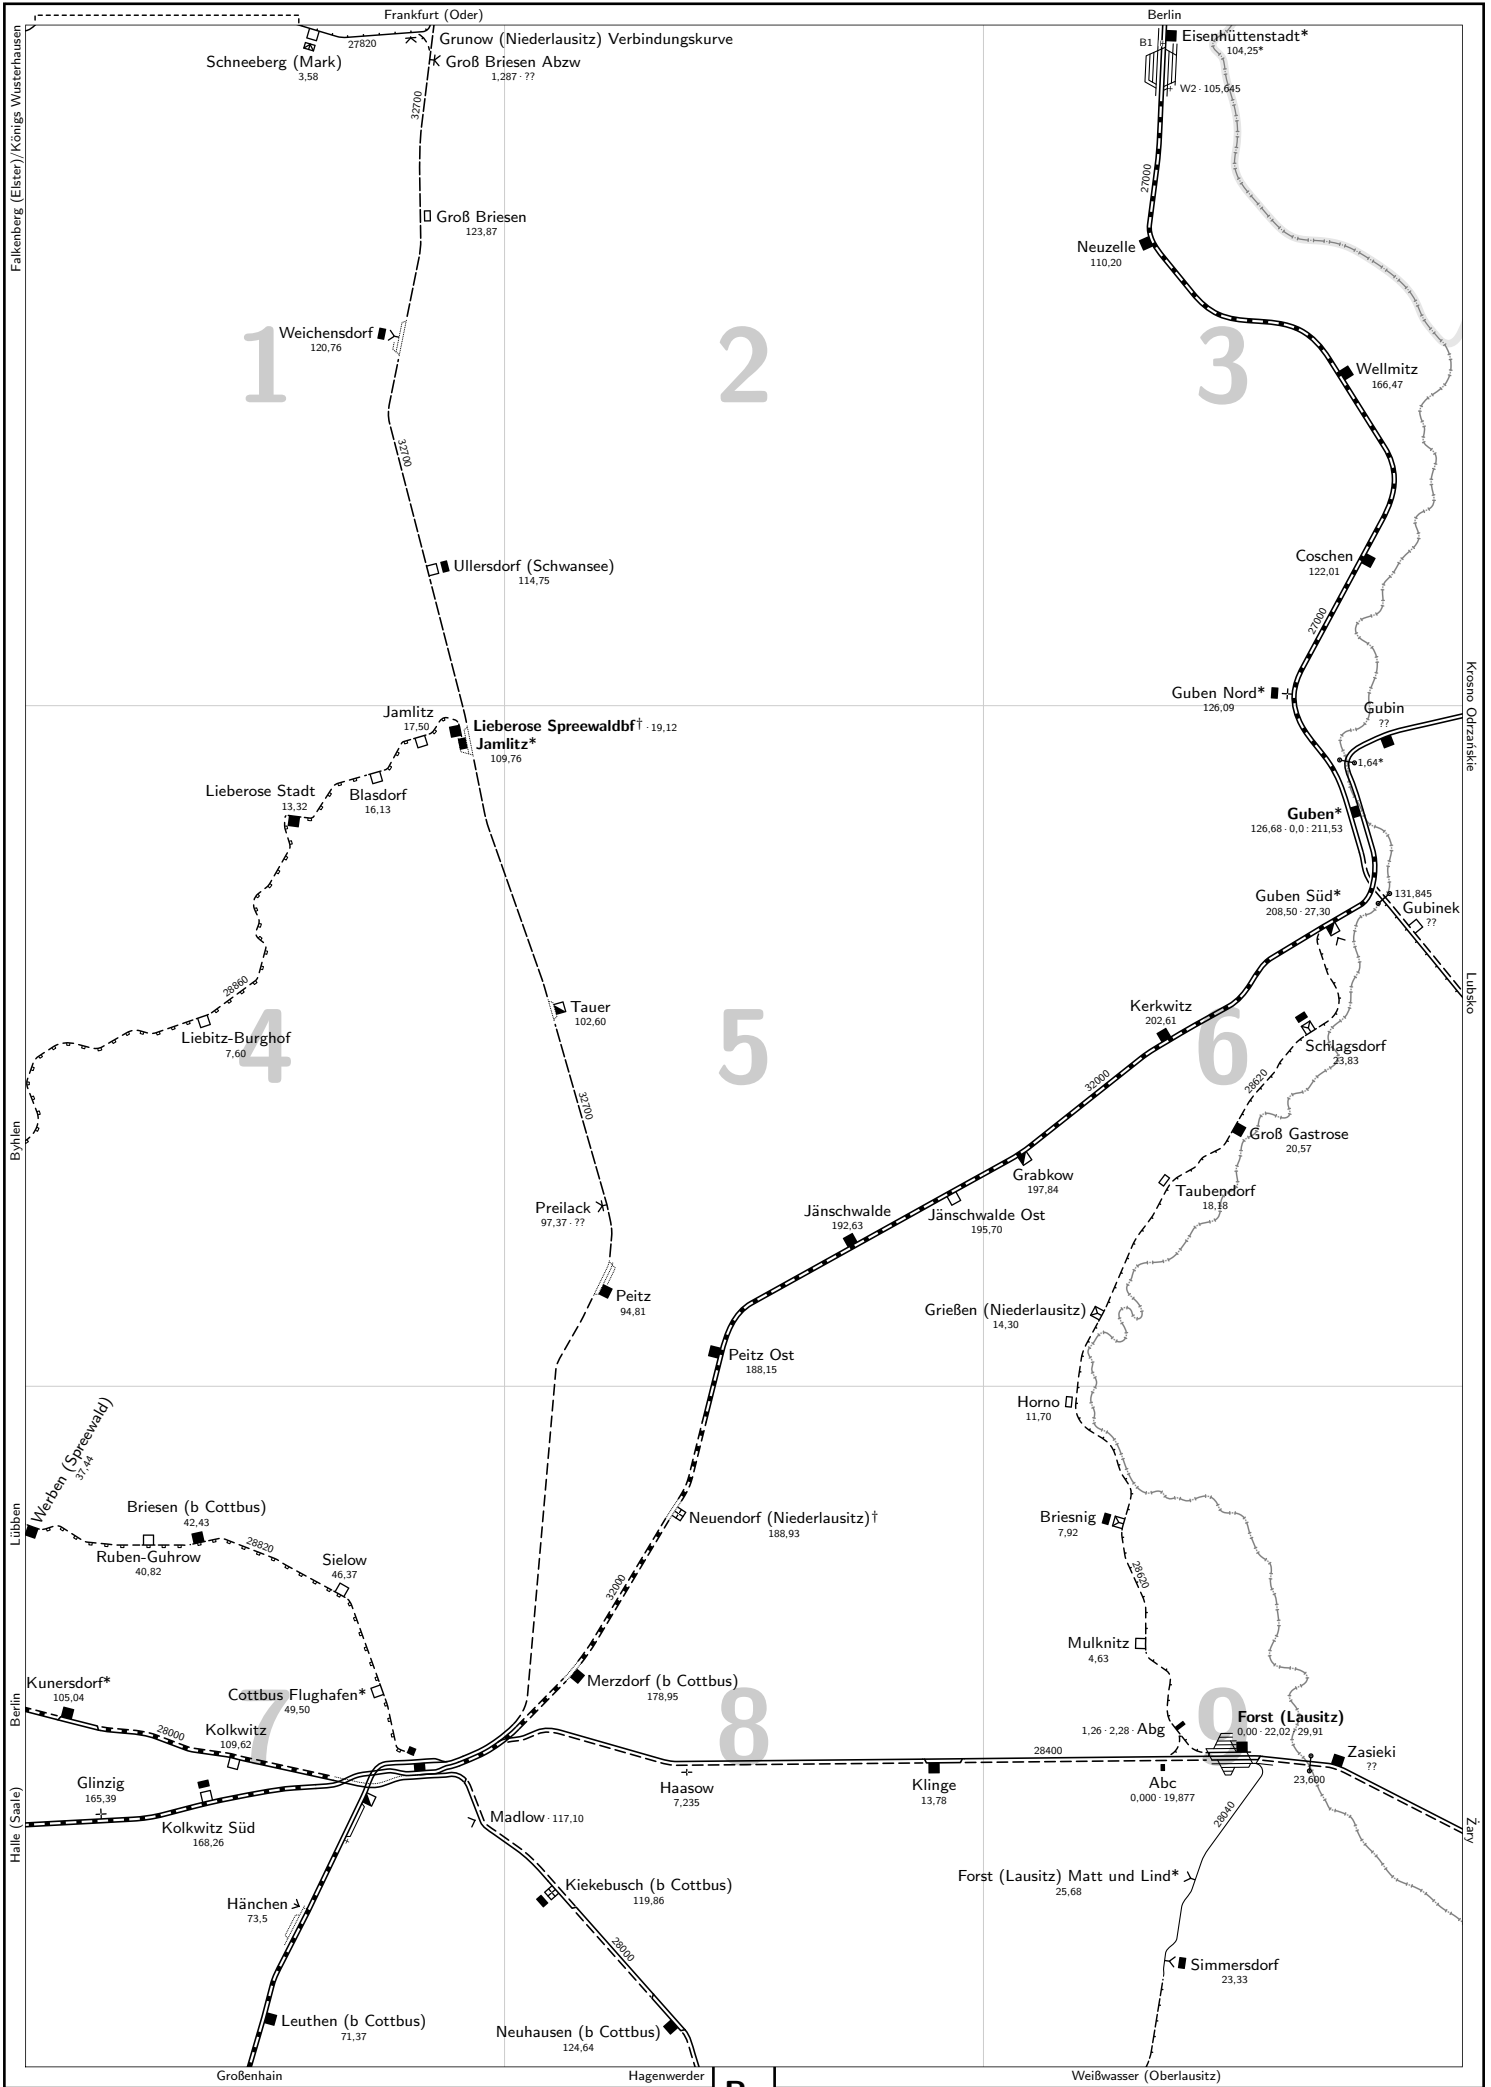 Frankfurt (Oder)
Berlin
Falkenberg (Elster)/Königs Wusterhausen
27820
Schneeberg (Mark)
3,58
Grunow (Niederlausitz) Verbindungskurve
Groß Briesen Abzw
1,287 · ??
32700
B1
Eisenhüttenstadt*
104,25*
W2 · 105,645
27000
Groß Briesen
123,87
Neuzelle
110,20
Weichensdorf
120,76
1
2
3
Wellmitz
166,47
32700
Ullersdorf (Schwansee)
114,75
Coschen
122,01
27000
Guben Nord*
126,09
Krosno Odrzańskie
Gubin
??
Jamlitz
17,50
Lieberose Spreewaldbf† · 19,12
Jamlitz*
109,76
1,64*
Lieberose Stadt
13,32
Blasdorf
16,13
Guben*
126,68 · 0,0 : 211,53
Guben Süd*
208,50 · 27,30
131,845
Gubinek
??
Lubsko
28860
Liebitz-Burghof
7,60
4
Tauer
102,60
5
Kerkwitz
202,61
6
Schlagsdorf
23,83
32000
28620
32700
Byhlen
Groß Gastrose
20,57
Grabkow
197,84
Taubendorf
18,18
Preilack
97,37 · ??
Jänschwalde
192,63
Jänschwalde Ost
195,70
Peitz
94,81
Grießen (Niederlausitz)
14,30
Peitz Ost
188,15
Horno
11,70
Werben (Spreewald)
37,44
Lübben
Briesen (b Cottbus)
42,43
Ruben-Guhrow
40,82
28820
Sielow
46,37
Neuendorf (Niederlausitz)†
188,93
Briesnig
7,92
32000
28620
Mulknitz
4,63
Kunersdorf*
105,04
Berlin
Cottbus Flughafen*
49,50
Merzdorf (b Cottbus)
178,95
7
8
9
28000
Kolkwitz
109,62
1,26 · 2,28 · Abg
Forst (Lausitz)
0,00 · 22,02 · 29,91
28400
Zasieki
??
Glinzig
165,39
Haasow
7,235
Klinge
13,78
Abc
0,000 · 19,877
23,600
Halle (Saale)
Kolkwitz Süd
168,26
Madlow · 117,10
28040
Żary
Hänchen
73,5
Kiekebusch (b Cottbus)
119,86
Forst (Lausitz) Matt und Lind*
25,68
28000
Simmersdorf
23,33
Leuthen (b Cottbus)
71,37
Neuhausen (b Cottbus)
124,64
Großenhain
Hagenwerder
Weißwasser (Oberlausitz)